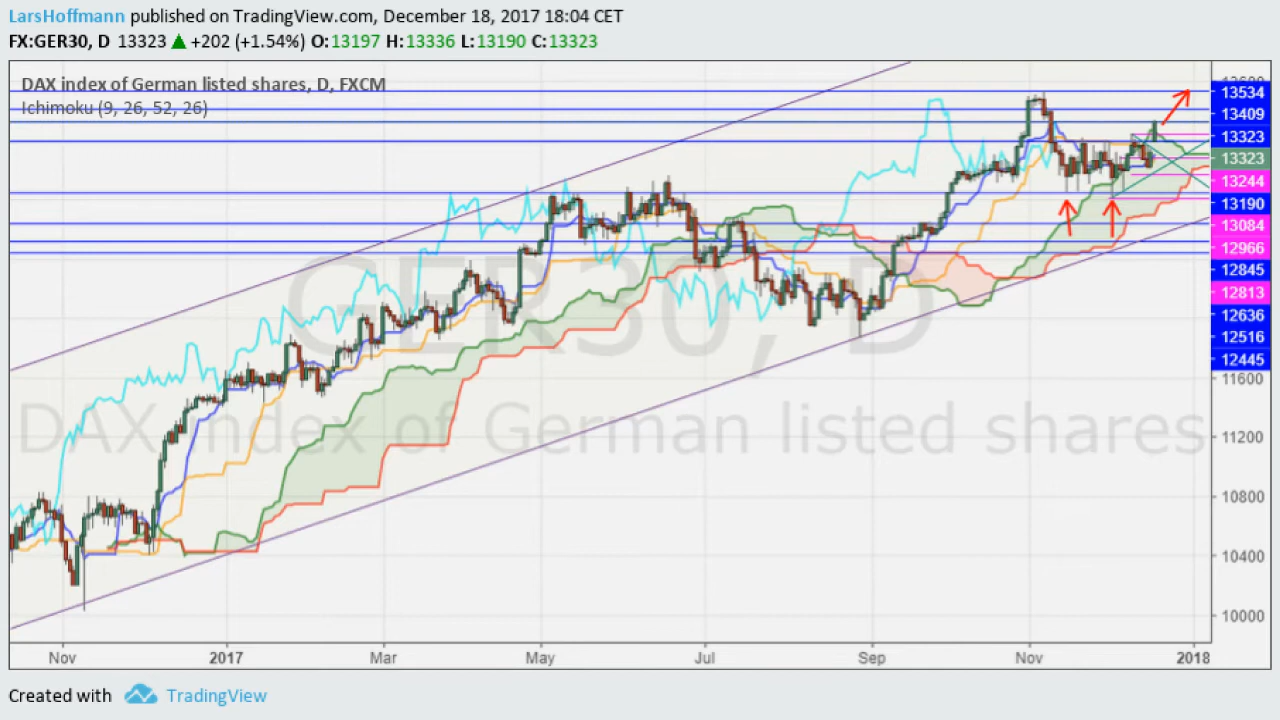 LarsHoffmann published on TradingView.com, December 18, 2017 18:04 CET
FX:GER30, D 13323 ▲ +202 (+1.54%) O:13197 H:13336 L:13190 C:13323
DAX index of German listed shares, D, FXCM
Ichimoku (9, 26, 52, 26)
GER30, D
DAX index of German listed shares
13534
13409
13323
13323
13244
13190
13084
12966
12845
12813
12636
12516
12445
11600
11200
10800
10400
10000
Nov 2017 Mar May Jul Sep Nov 2018
Created with TradingView